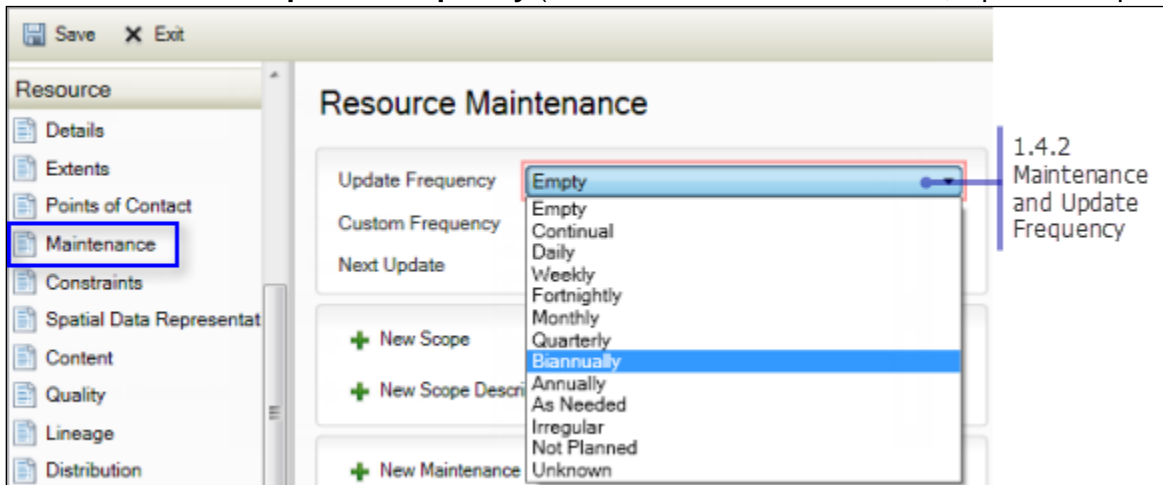 Save Exit
Resource
Details
Extents
Points of Contact
Maintenance
Constraints
Spatial Data Representat
Content
Quality
Lineage
Distribution
Resource Maintenance
Update Frequency Empty
Custom Frequency
Next Update
Empty
Continual
Daily
Weekly
Fortnightly
Monthly
Quarterly
Biannually
Annually
As Needed
Irregular
Not Planned
Unknown
New Scope
New Scope Descri
New Maintenance
1.4.2
Maintenance
and Update
Frequency